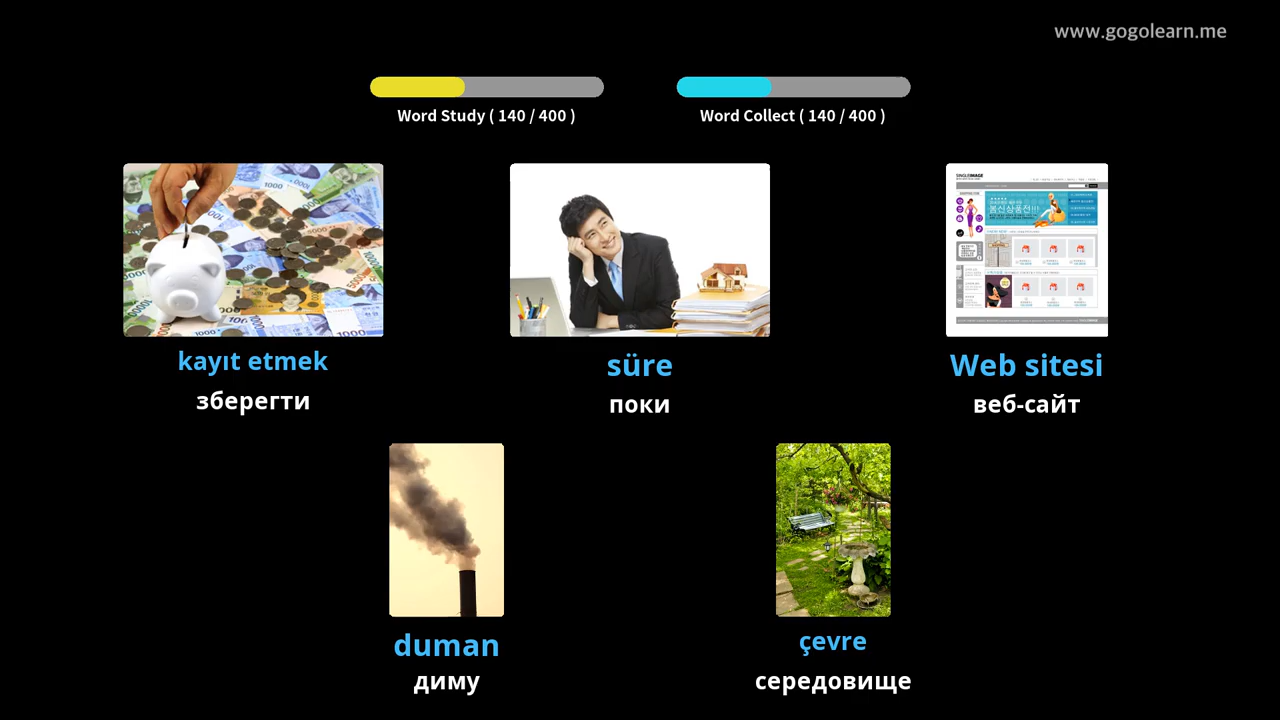 www.gogolearn.me
Word Study ( 140 / 400 )
Word Collect ( 140 / 400 )
kayıt etmek
зберегти
süre
поки
Web sitesi
веб-сайт
duman
диму
çevre
середовище